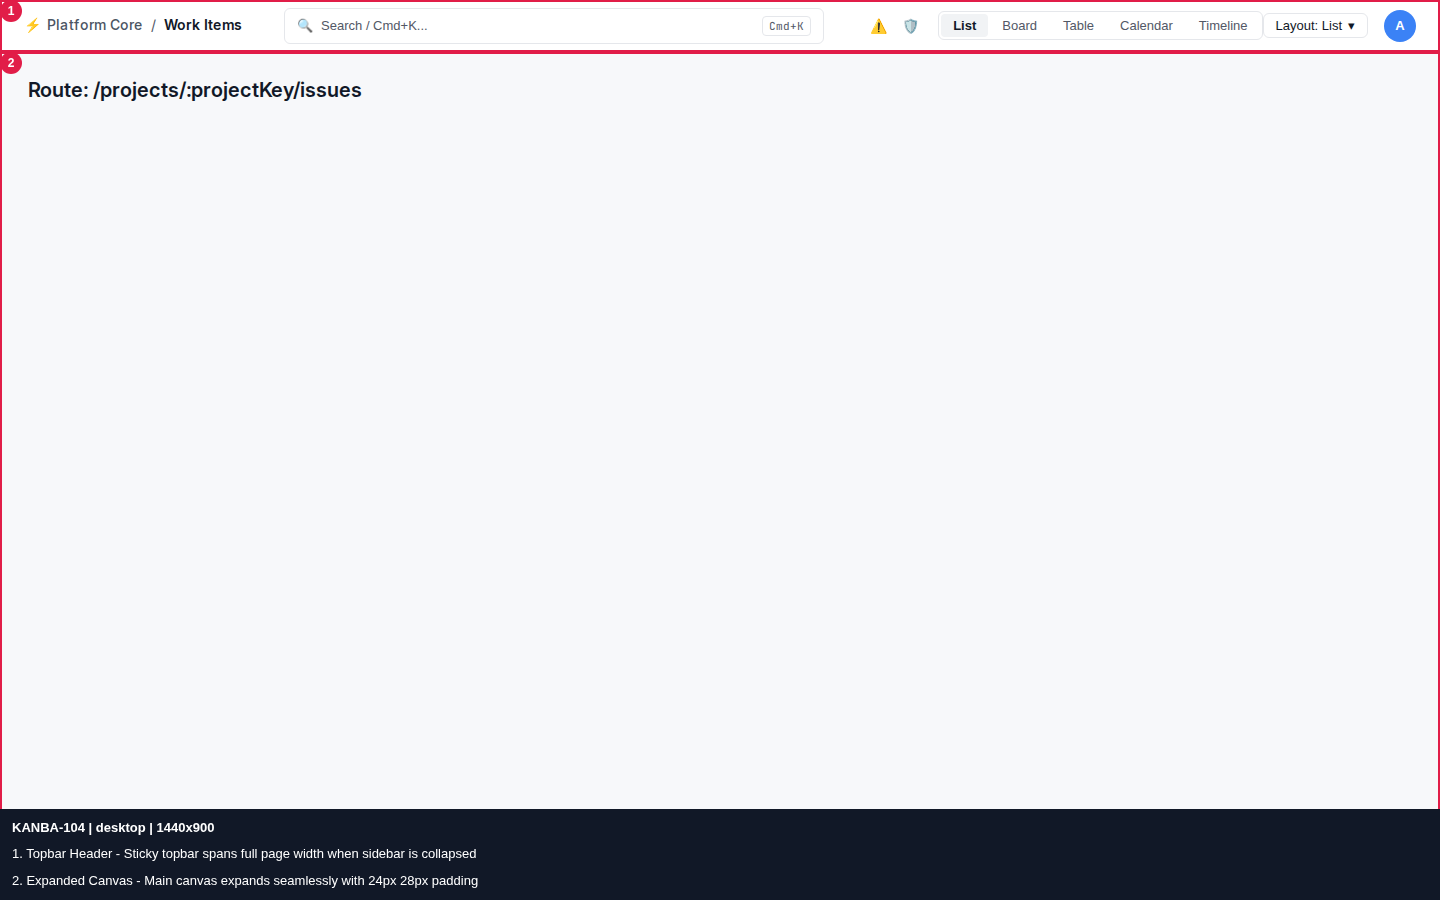 1
⚡ Platform Core / Work Items
🔍 Search / Cmd+K... Cmd+K
⚠️ 🛡️ List Board Table Calendar Timeline Layout: List ▾ A
2
Route: /projects/:projectKey/issues
KANBA-104 | desktop | 1440x900
1. Topbar Header - Sticky topbar spans full page width when sidebar is collapsed
2. Expanded Canvas - Main canvas expands seamlessly with 24px 28px padding